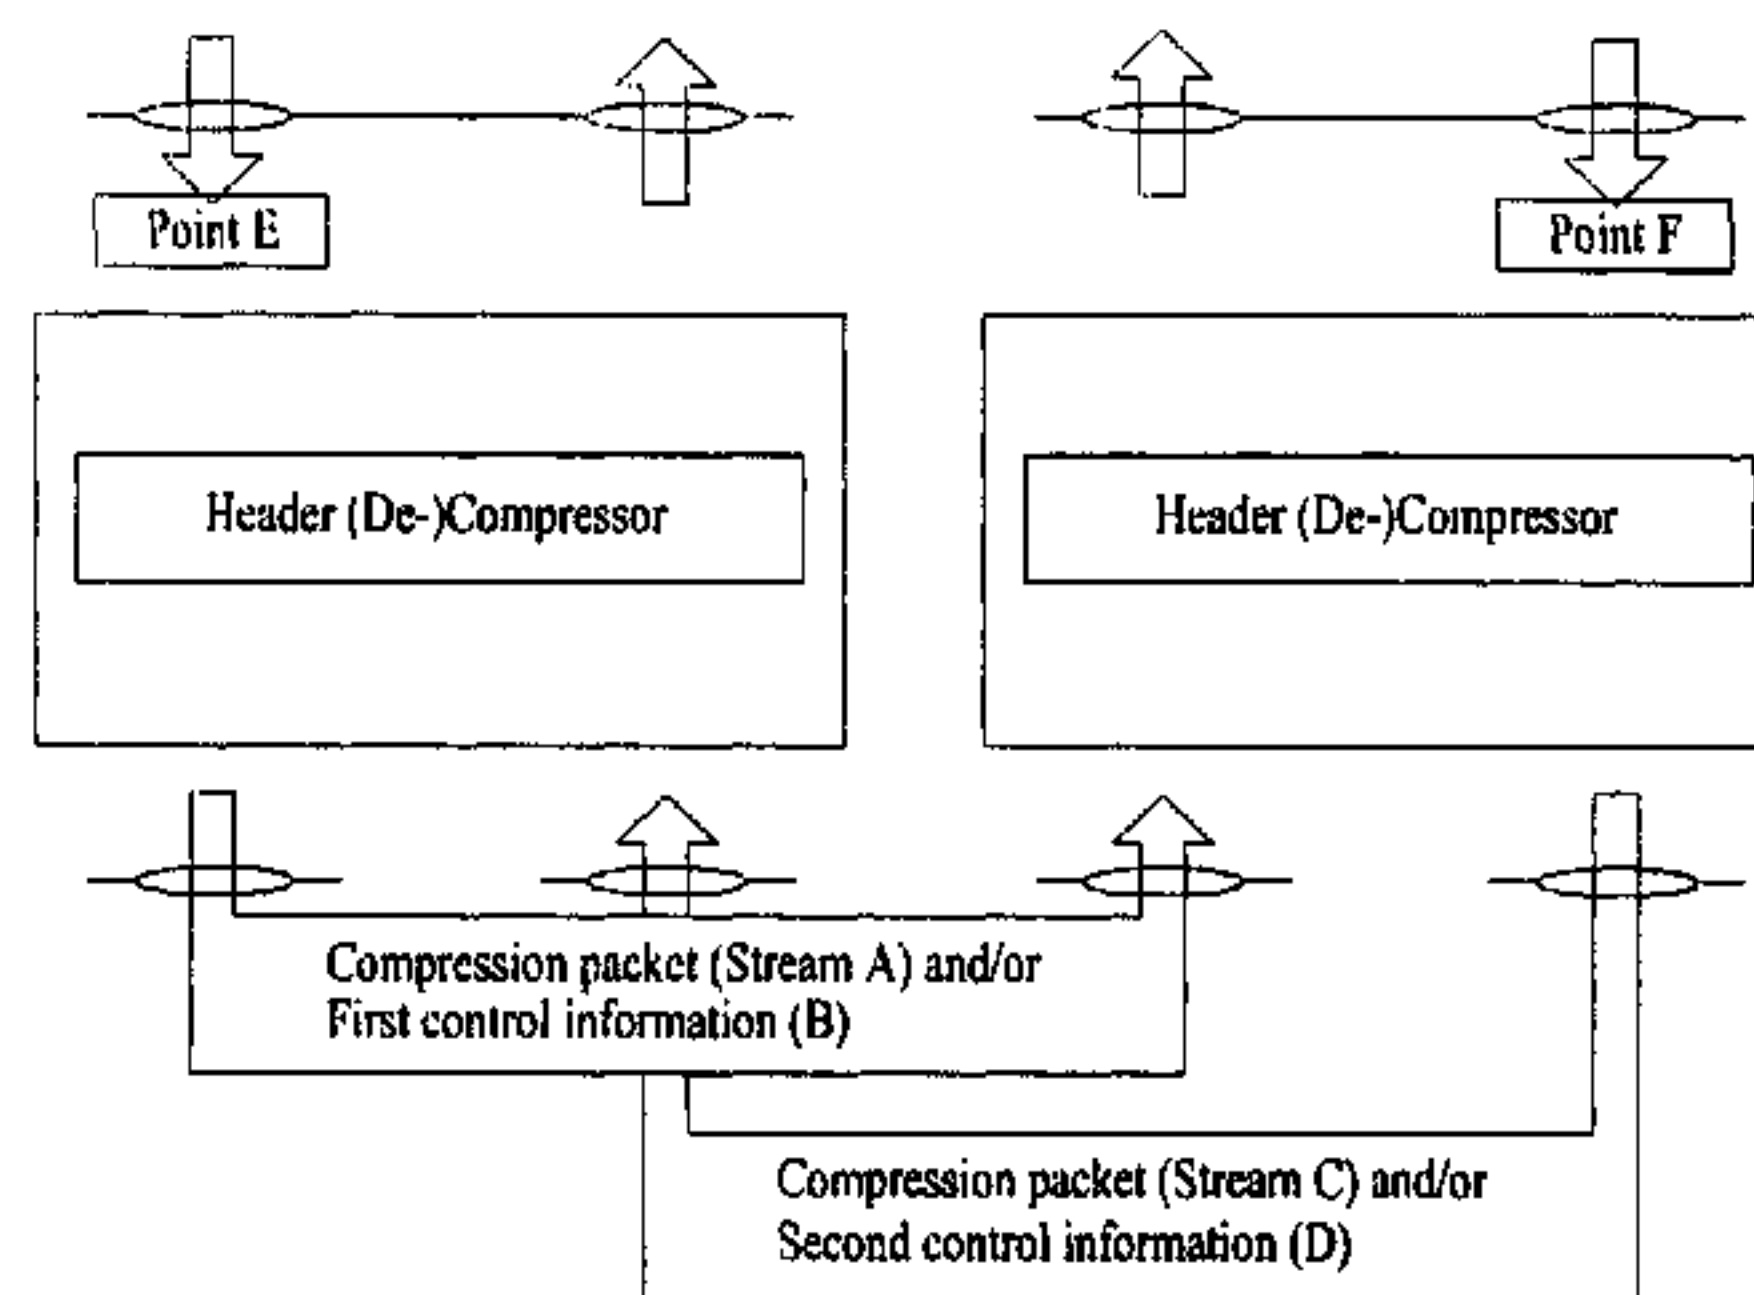 Point E
Point F
Header (De-)Compressor
Header (De-)Compressor
Compression packet (Stream A) and/or
First control information (B)
Compression packet (Stream C) and/or
Second control information (D)